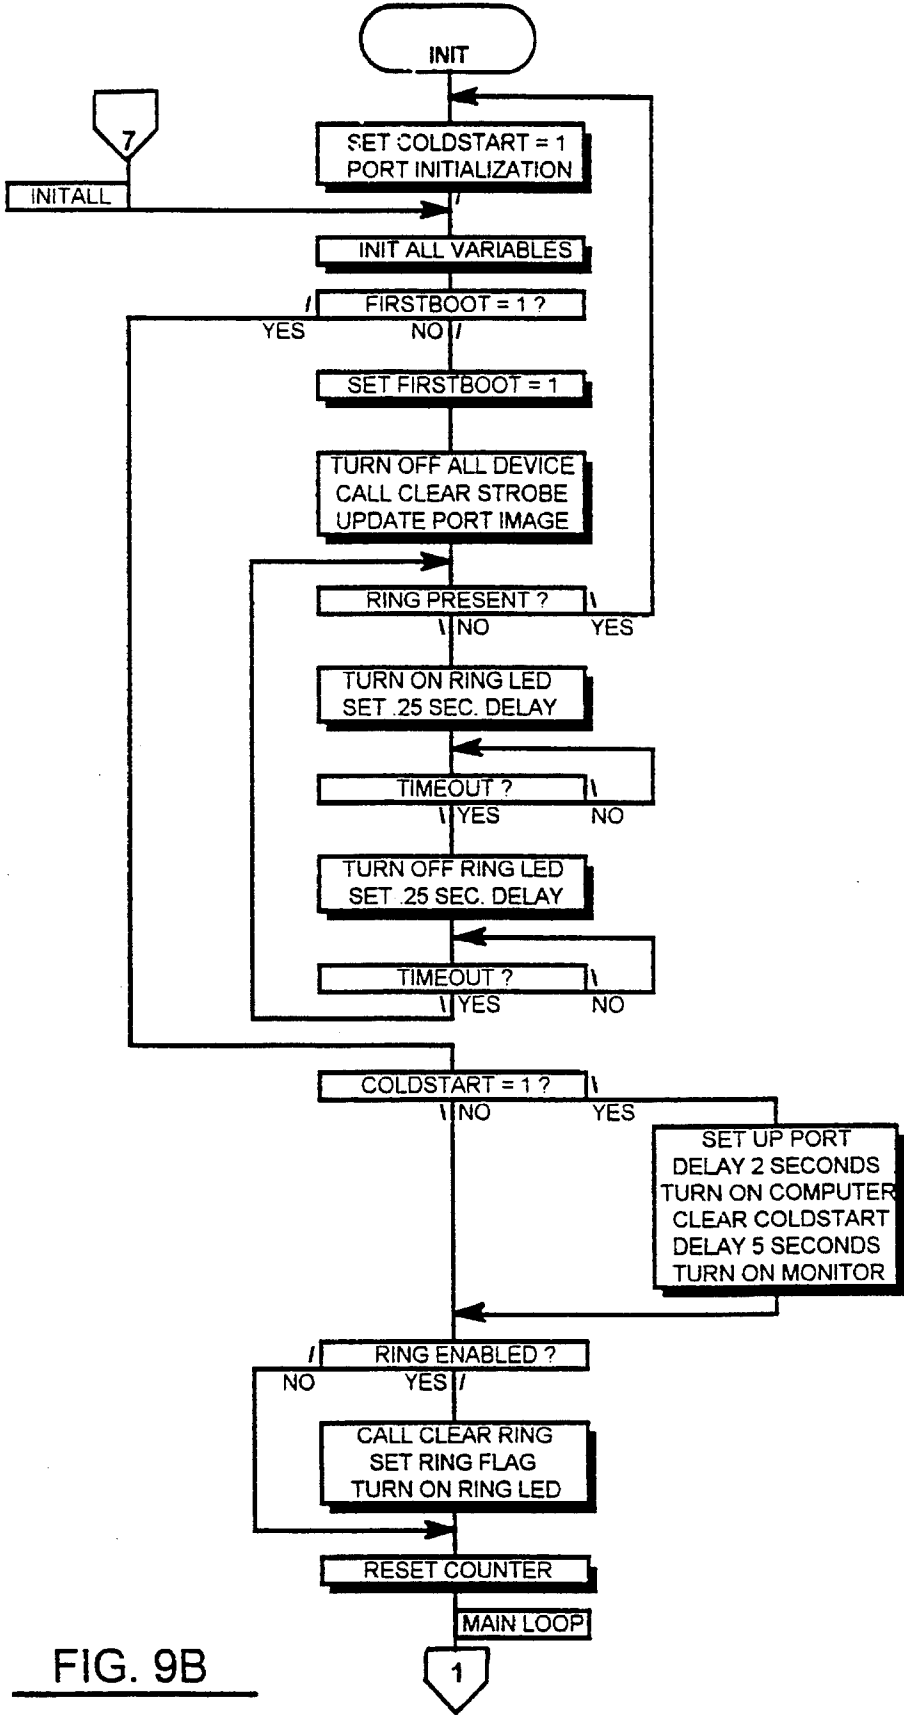 INIT
7
SET COLDSTART = 1
PORT INITIALIZATION
INITALL
INIT ALL VARIABLES
FIRSTBOOT = 1 ?
YES
NO
SET FIRSTBOOT = 1
TURN OFF ALL DEVICE
CALL CLEAR STROBE
UPDATE PORT IMAGE
RING PRESENT ?
NO
YES
TURN ON RING LED
SET .25 SEC. DELAY
TIMEOUT ?
YES
NO
TURN OFF RING LED
SET .25 SEC. DELAY
TIMEOUT ?
YES
NO
COLDSTART = 1 ?
NO
YES
SET UP PORT
DELAY 2 SECONDS
TURN ON COMPUTER
CLEAR COLDSTART
DELAY 5 SECONDS
TURN ON MONITOR
RING ENABLED ?
NO
YES
CALL CLEAR RING
SET RING FLAG
TURN ON RING LED
RESET COUNTER
MAIN LOOP
1
FIG. 9B